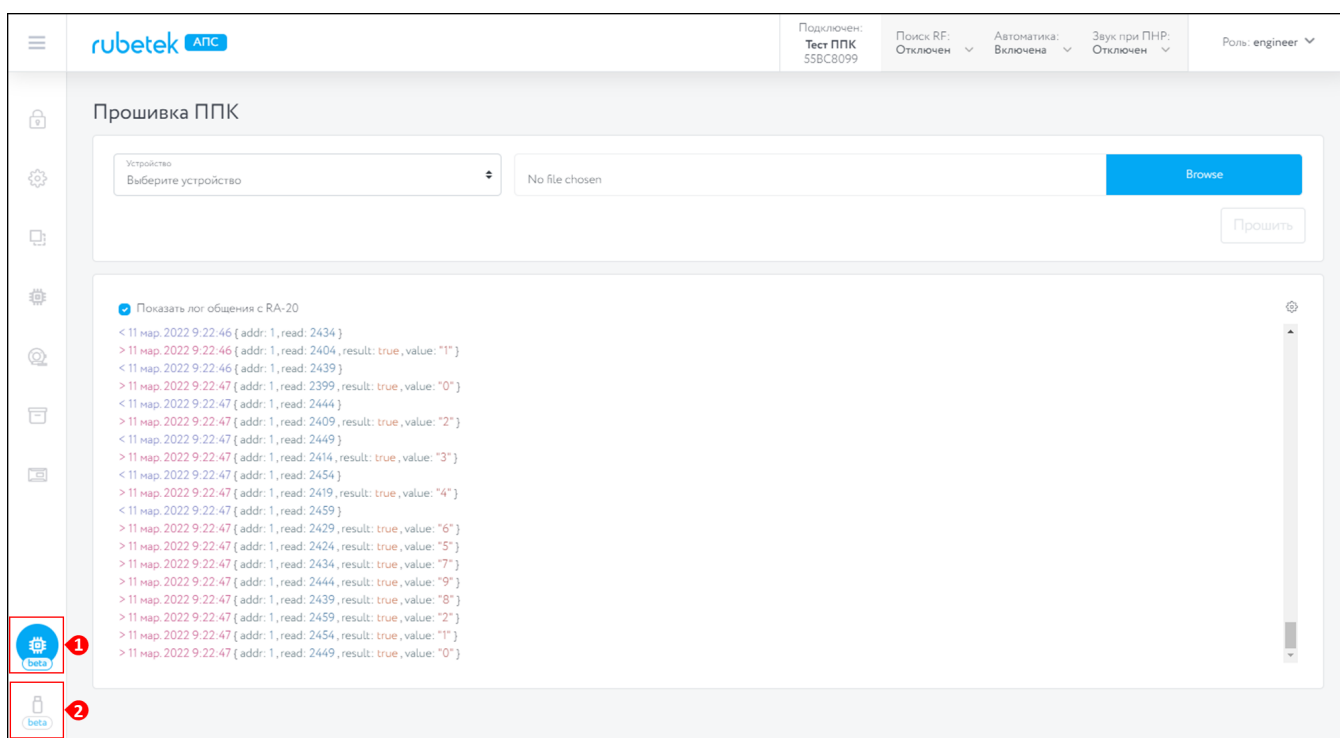 rubetek АПС
Подключен:
Тест ППК
55BC8099
Поиск RF:
Отключен
Автоматика:
Включена
Звук при ПНР:
Отключен
Роль: engineer
Прошивка ППК
Устройство
Выберите устройство
No file chosen
Browse
Прошить
Показать лог общения с RA-20
< 11 мар. 2022 9:22:46 { addr: 1 , read: 2434 }
> 11 мар. 2022 9:22:46 { addr: 1 , read: 2404 , result: true , value: "1" }
< 11 мар. 2022 9:22:46 { addr: 1 , read: 2439 }
> 11 мар. 2022 9:22:47 { addr: 1 , read: 2399 , result: true , value: "0" }
< 11 мар. 2022 9:22:47 { addr: 1 , read: 2444 }
> 11 мар. 2022 9:22:47 { addr: 1 , read: 2409 , result: true , value: "2" }
< 11 мар. 2022 9:22:47 { addr: 1 , read: 2449 }
> 11 мар. 2022 9:22:47 { addr: 1 , read: 2414 , result: true , value: "3" }
< 11 мар. 2022 9:22:47 { addr: 1 , read: 2454 }
> 11 мар. 2022 9:22:47 { addr: 1 , read: 2419 , result: true , value: "4" }
< 11 мар. 2022 9:22:47 { addr: 1 , read: 2459 }
> 11 мар. 2022 9:22:47 { addr: 1 , read: 2429 , result: true , value: "6" }
> 11 мар. 2022 9:22:47 { addr: 1 , read: 2424 , result: true , value: "5" }
> 11 мар. 2022 9:22:47 { addr: 1 , read: 2434 , result: true , value: "7" }
> 11 мар. 2022 9:22:47 { addr: 1 , read: 2444 , result: true , value: "9" }
> 11 мар. 2022 9:22:47 { addr: 1 , read: 2439 , result: true , value: "8" }
> 11 мар. 2022 9:22:47 { addr: 1 , read: 2459 , result: true , value: "2" }
> 11 мар. 2022 9:22:47 { addr: 1 , read: 2454 , result: true , value: "1" }
> 11 мар. 2022 9:22:47 { addr: 1 , read: 2449 , result: true , value: "0" }
beta
1
beta
2